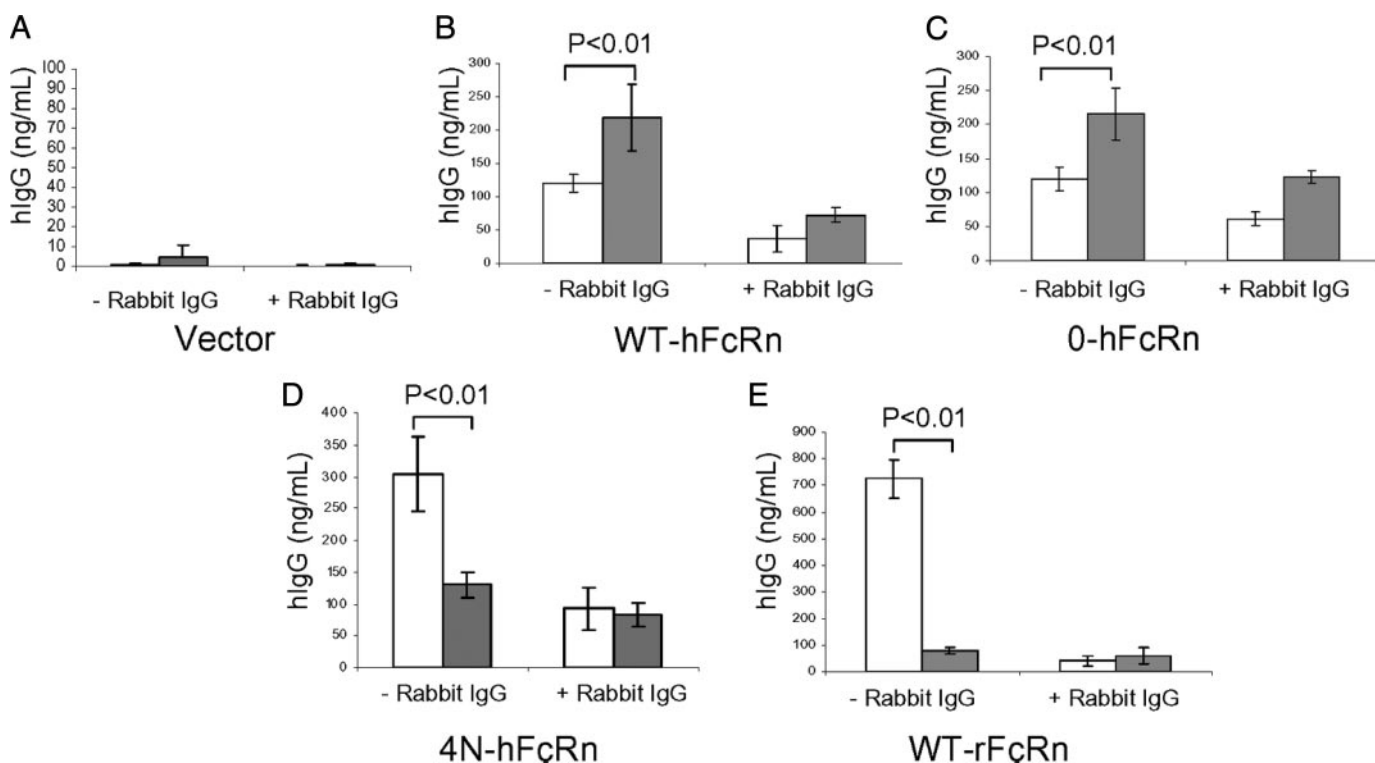 A
hIgG (ng/mL)
100
90
80
70
60
50
40
30
20
10
0
- Rabbit IgG + Rabbit IgG
Vector
B
P<0.01
hIgG (ng/mL)
300
250
200
150
100
50
0
- Rabbit IgG + Rabbit IgG
WT-hFcRn
C
P<0.01
hIgG (ng/mL)
300
250
200
150
100
50
0
- Rabbit IgG + Rabbit IgG
0-hFcRn
D
P<0.01
hIgG (ng/mL)
400
350
300
250
200
150
100
50
0
- Rabbit IgG + Rabbit IgG
4N-hFcRn
E
P<0.01
hIgG (ng/mL)
900
800
700
600
500
400
300
200
100
0
- Rabbit IgG + Rabbit IgG
WT-rFcRn